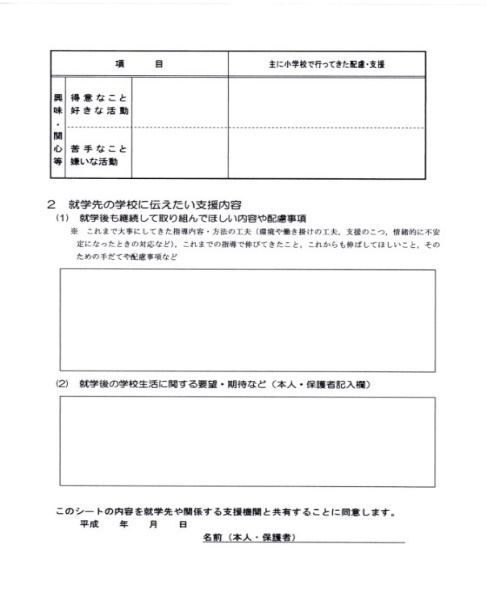 項　　目　　主に小学校で行ってきた配慮・支援
興味・関心等
得意なこと
好きな活動
苦手なこと
嫌いな活動
２　就学先の学校に伝えたい支援内容
(1)　就学後も継続して取り組んでほしい内容や配慮事項
※　これまで大事にしてきた指導内容・方法の工夫（環境や働き掛けの工夫，支援のこつ，情緒的に不安
定になったときの対応など），これまでの指導で伸びてきたこと，これからも伸ばしてほしいこと，その
ための手だてや配慮事項など
(2)　就学後の学校生活に関する要望・期待など（本人・保護者記入欄）
このシートの内容を就学先や関係する支援機関と共有することに同意します。
平成　　年　　月　　日
名前（本人・保護者）